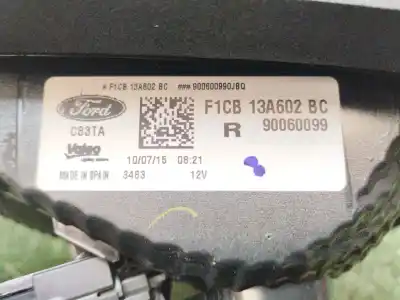 * F1CB 13A602 BC *** 900600990JBQ
Ford
F1CB 13A602 BC
C83TA
R 90060099
Valeo
10/07/15 08:21
MADE IN SPAIN 3463 12V